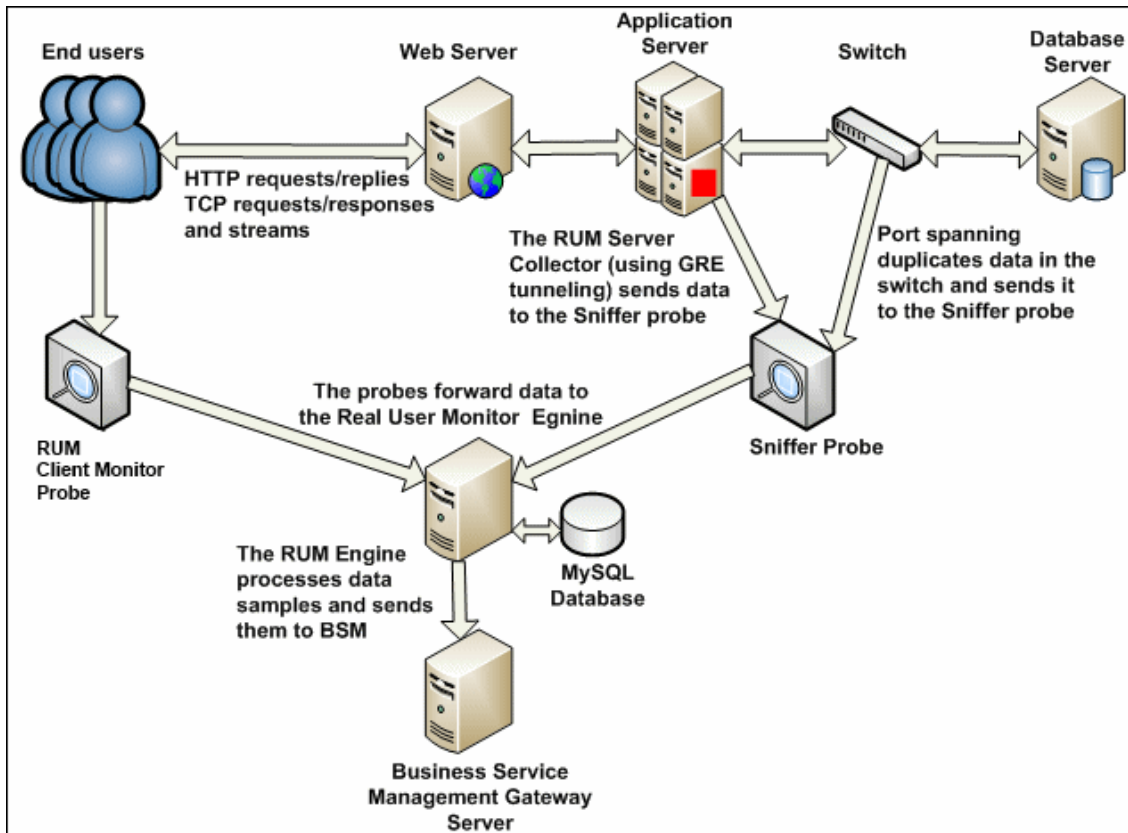 End users
Web Server
Application
Server
Switch
Database
Server
HTTP requests/replies
TCP requests/responses
and streams
The RUM Server
Collector (using GRE
tunneling) sends data
to the Sniffer probe
Port spanning
duplicates data in the
switch and sends it
to the Sniffer probe
The probes forward data to
the Real User Monitor Egnine
RUM
Client Monitor
Probe
Sniffer Probe
The RUM Engine
processes data
samples and sends
them to BSM
MySQL
Database
Business Service
Management Gateway
Server